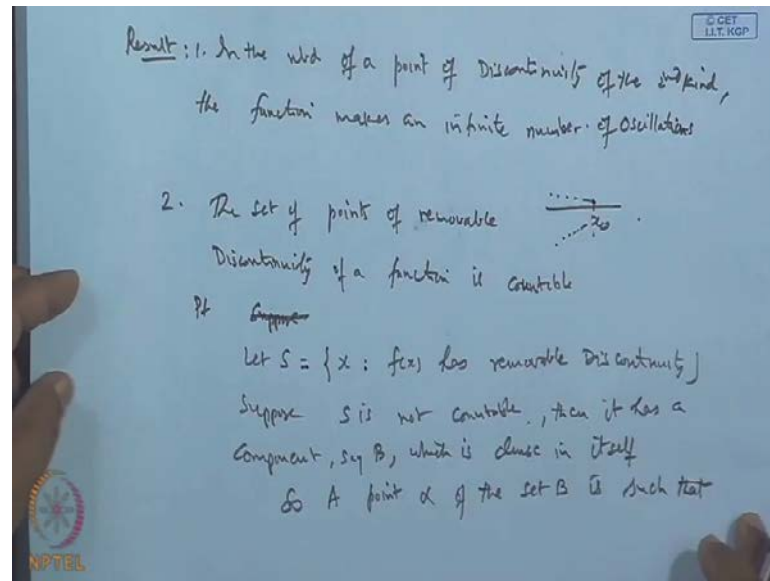 © CET
I.I.T. KGP
Result : 1. In the nbd of a point of Discontinuity of the 2nd kind,
the function makes an infinite number of Oscillations
2. The set of points of removable
x₀
Discontinuity of a function is countable
Pf Suppose
Let S = { x : f(x) has removable Discontinuity }
Suppose S is not countable, then it has a
Component, say B, which is dense in itself
So A point α of the set B is such that
NPTEL